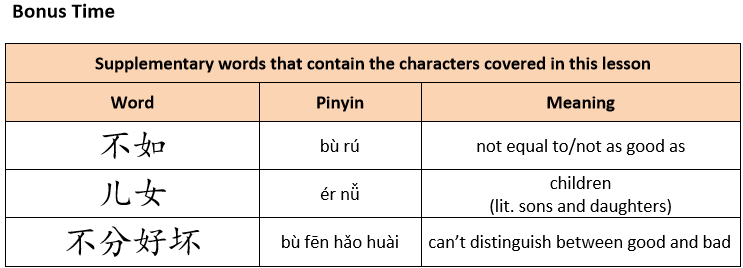 Bonus Time
Supplementary words that contain the characters covered in this lesson
Word Pinyin Meaning
不如 bù rú not equal to/not as good as
儿女 ér nǚ children
(lit. sons and daughters)
不分好坏 bù fēn hǎo huài can’t distinguish between good and bad